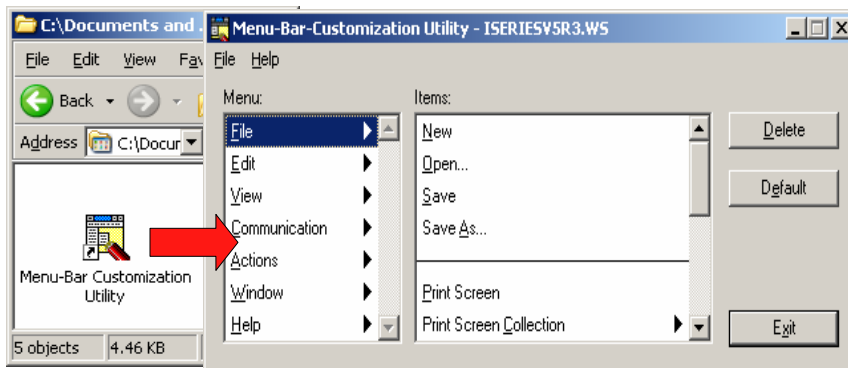 C:\Documents and
File Edit View Fav
Back
Address C:\Docur
Menu-Bar Customization
Utility
5 objects 4.46 KB
Menu-Bar-Customization Utility - ISERIESV5R3.WS
File Help
Menu:
File
Edit
View
Communication
Actions
Window
Help
Items:
New
Open...
Save
Save As...
Print Screen
Print Screen Collection
Delete
Default
Exit